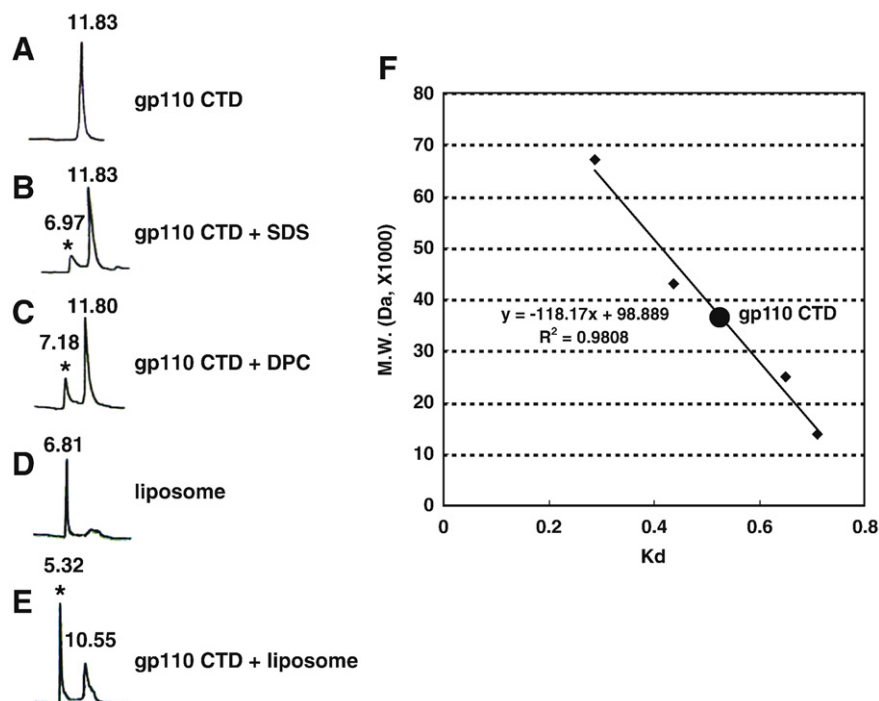 A
11.83
gp110 CTD
B
11.83
6.97
*
gp110 CTD + SDS
C
11.80
7.18
*
gp110 CTD + DPC
D
6.81
liposome
E
5.32
*
10.55
gp110 CTD + liposome
F
M.W. (Da, X1000)
80
70
60
50
40
30
20
10
0
y = -118.17x + 98.889
R² = 0.9808
gp110 CTD
0 0.2 0.4 0.6 0.8
Kd